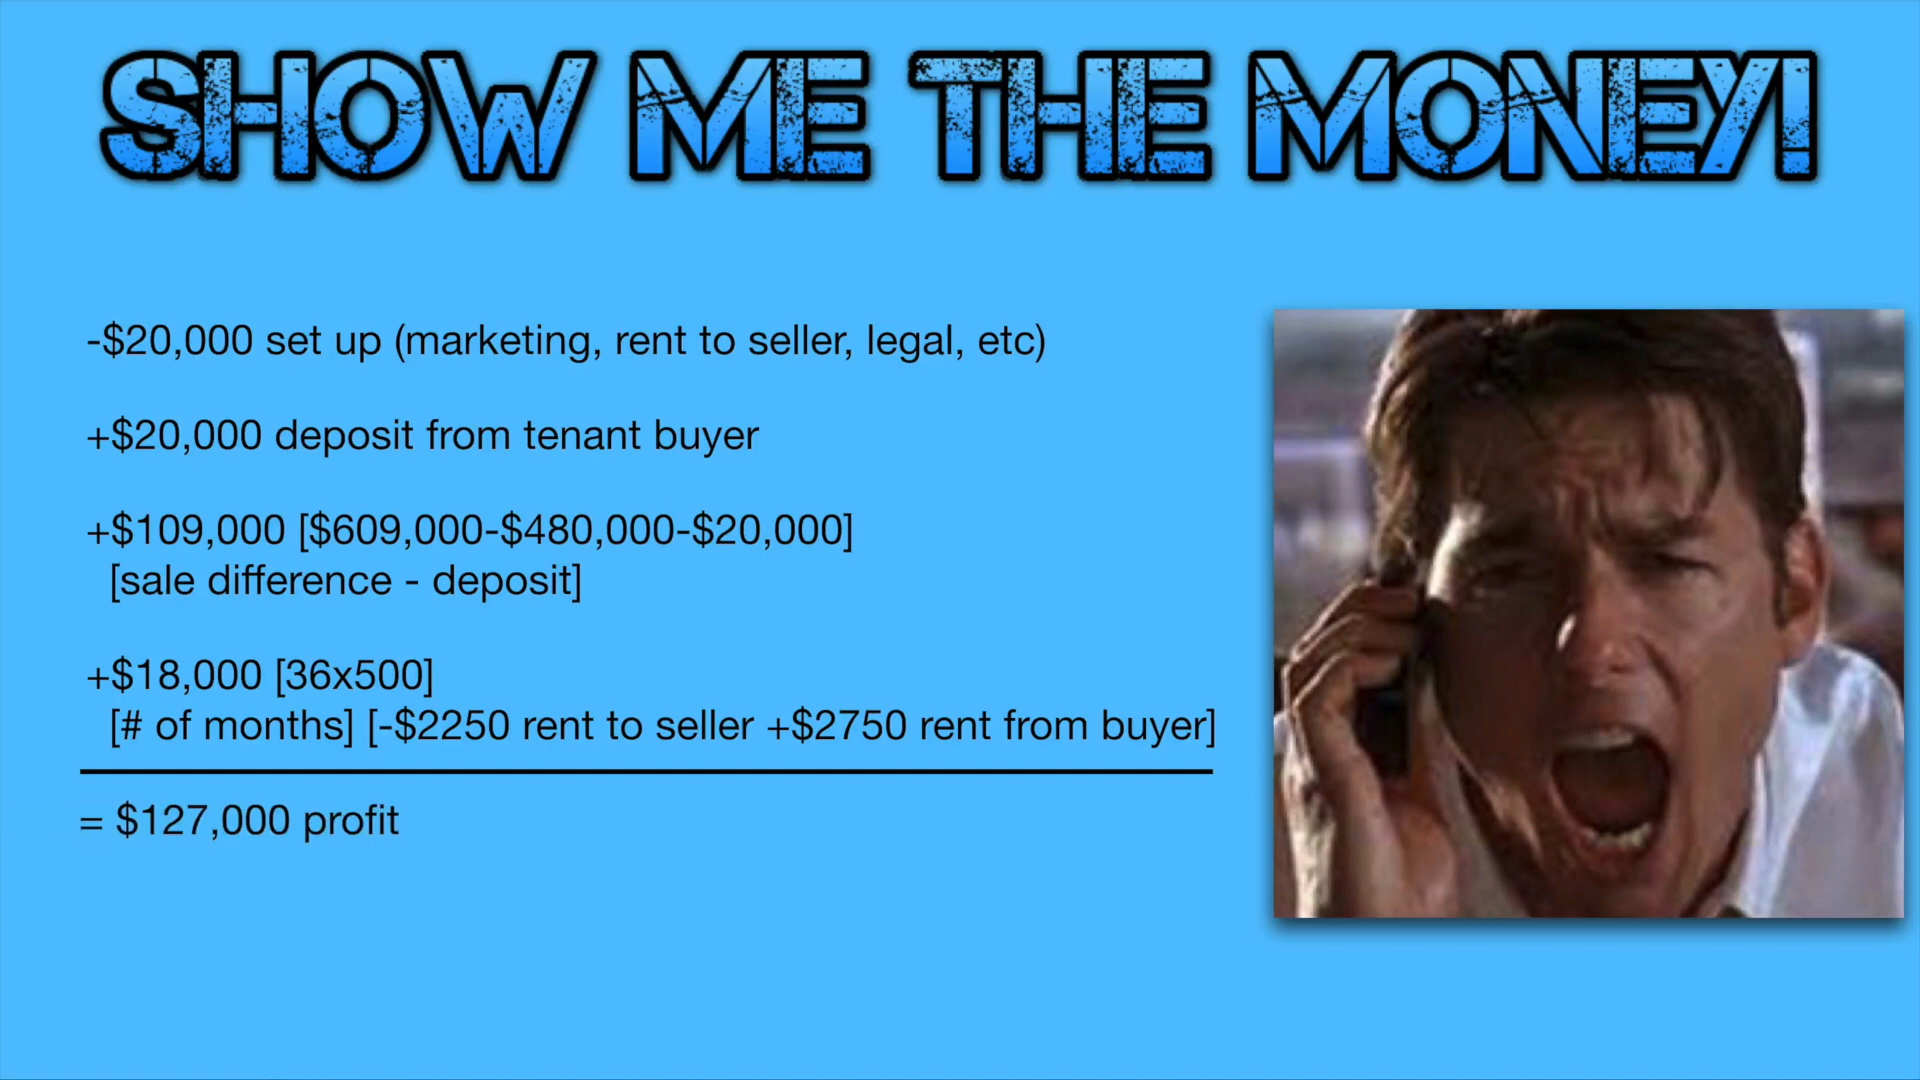 SHOW ME THE MONEY!
-$20,000 set up (marketing, rent to seller, legal, etc)
+$20,000 deposit from tenant buyer
+$109,000 [$609,000-$480,000-$20,000]
[sale difference - deposit]
+$18,000 [36x500]
[# of months] [-$2250 rent to seller +$2750 rent from buyer]
= $127,000 profit